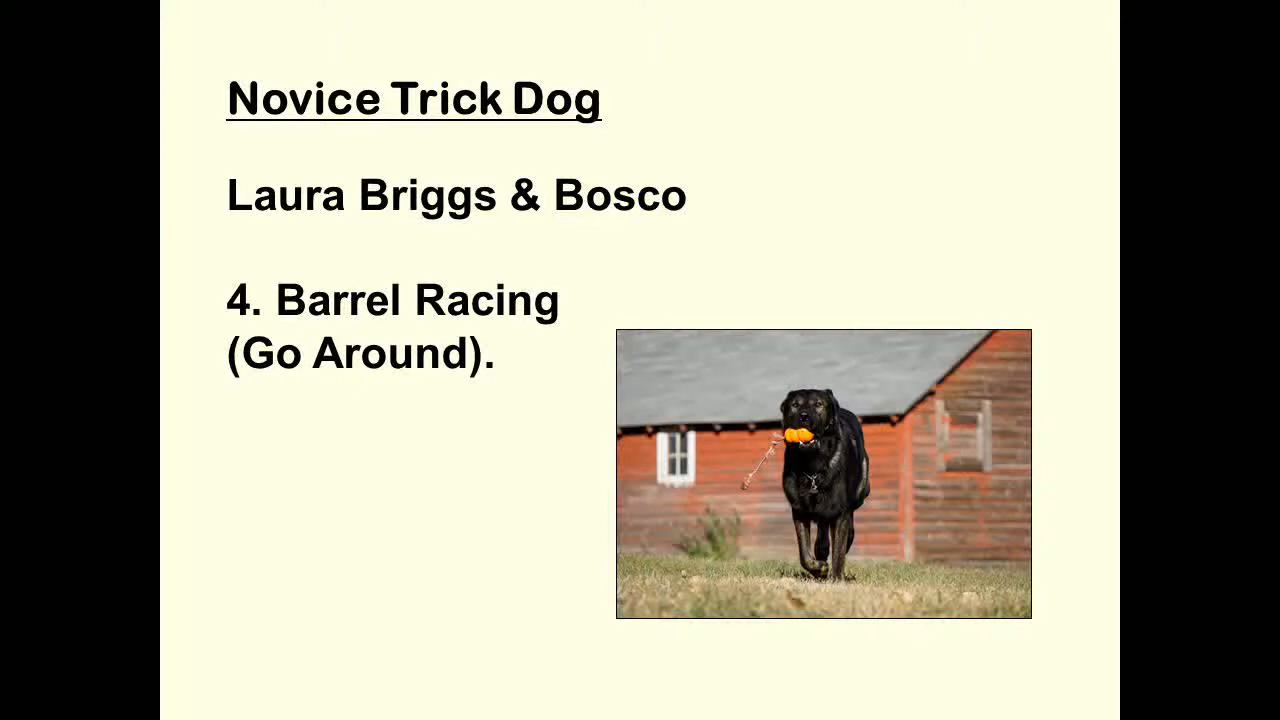 Novice Trick Dog
Laura Briggs & Bosco
4. Barrel Racing
(Go Around).